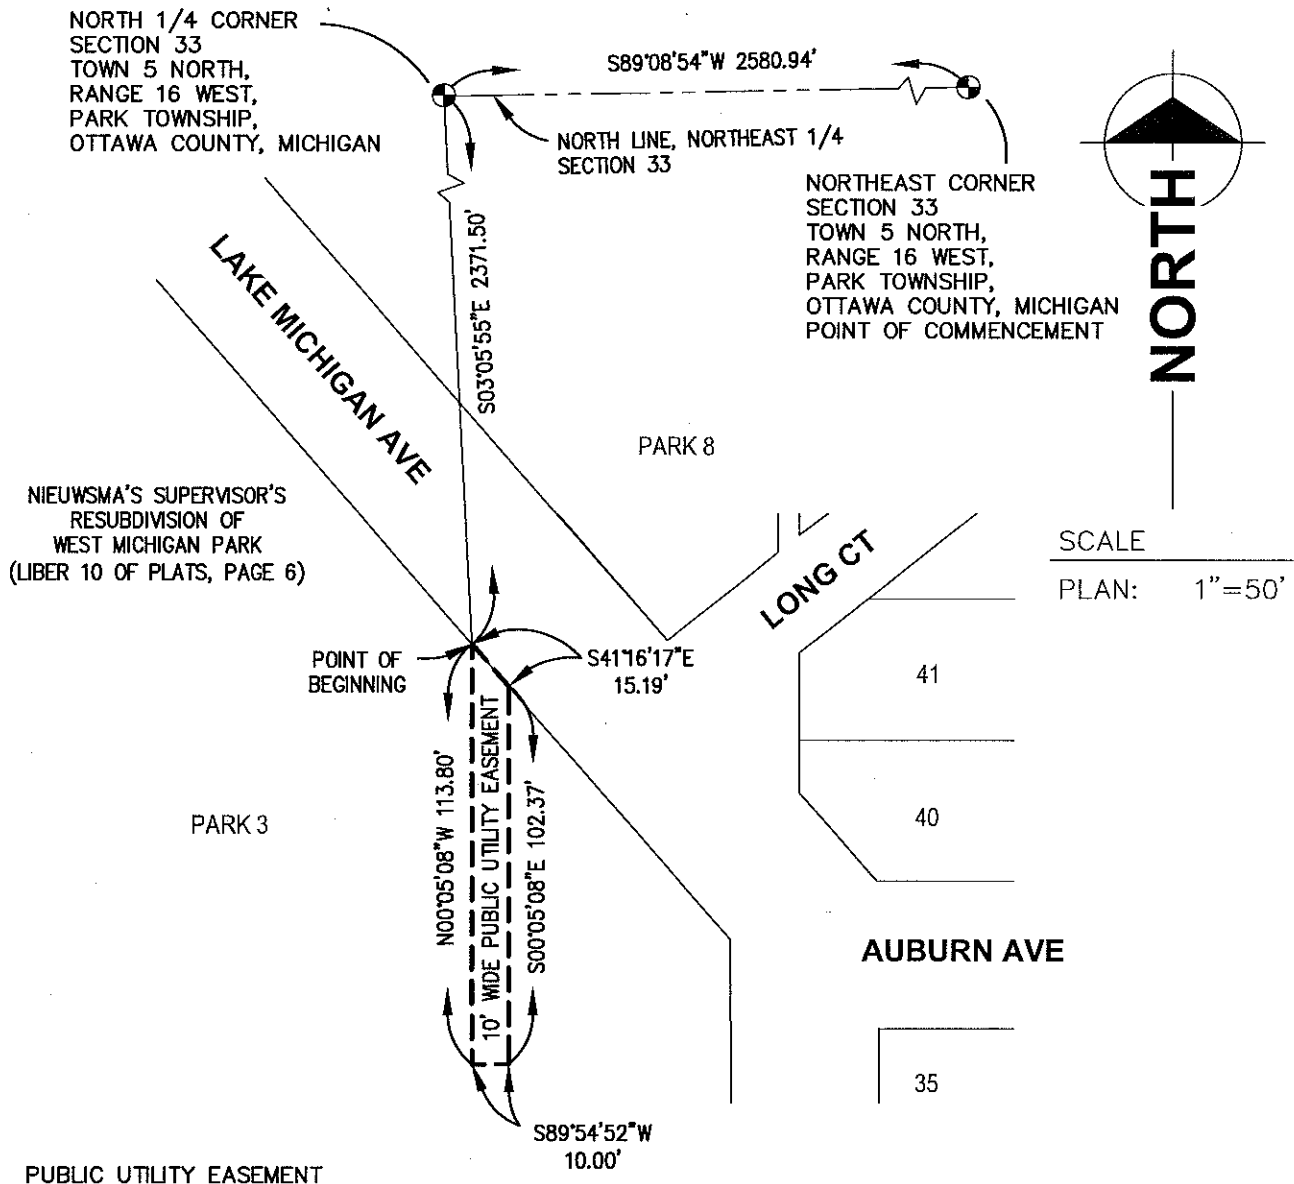 NORTH 1/4 CORNER
SECTION 33
TOWN 5 NORTH,
RANGE 16 WEST,
PARK TOWNSHIP,
OTTAWA COUNTY, MICHIGAN
S89°08'54"W 2580.94'
NORTH LINE, NORTHEAST 1/4
SECTION 33
NORTHEAST CORNER
SECTION 33
TOWN 5 NORTH,
RANGE 16 WEST,
PARK TOWNSHIP,
OTTAWA COUNTY, MICHIGAN
POINT OF COMMENCEMENT
NORTH
S03°05'55"E 2371.50'
LAKE MICHIGAN AVE
PARK 8
NIEUWSMA'S SUPERVISOR'S
RESUBDIVISION OF
WEST MICHIGAN PARK
(LIBER 10 OF PLATS, PAGE 6)
LONG CT
SCALE
PLAN: 1"=50'
POINT OF
BEGINNING
S41°16'17"E
15.19'
41
N00°05'08"W 113.80'
10' WIDE PUBLIC UTILITY EASEMENT
S00°05'08"E 102.37'
PARK 3
40
AUBURN AVE
35
S89°54'52"W
10.00'
PUBLIC UTILITY EASEMENT